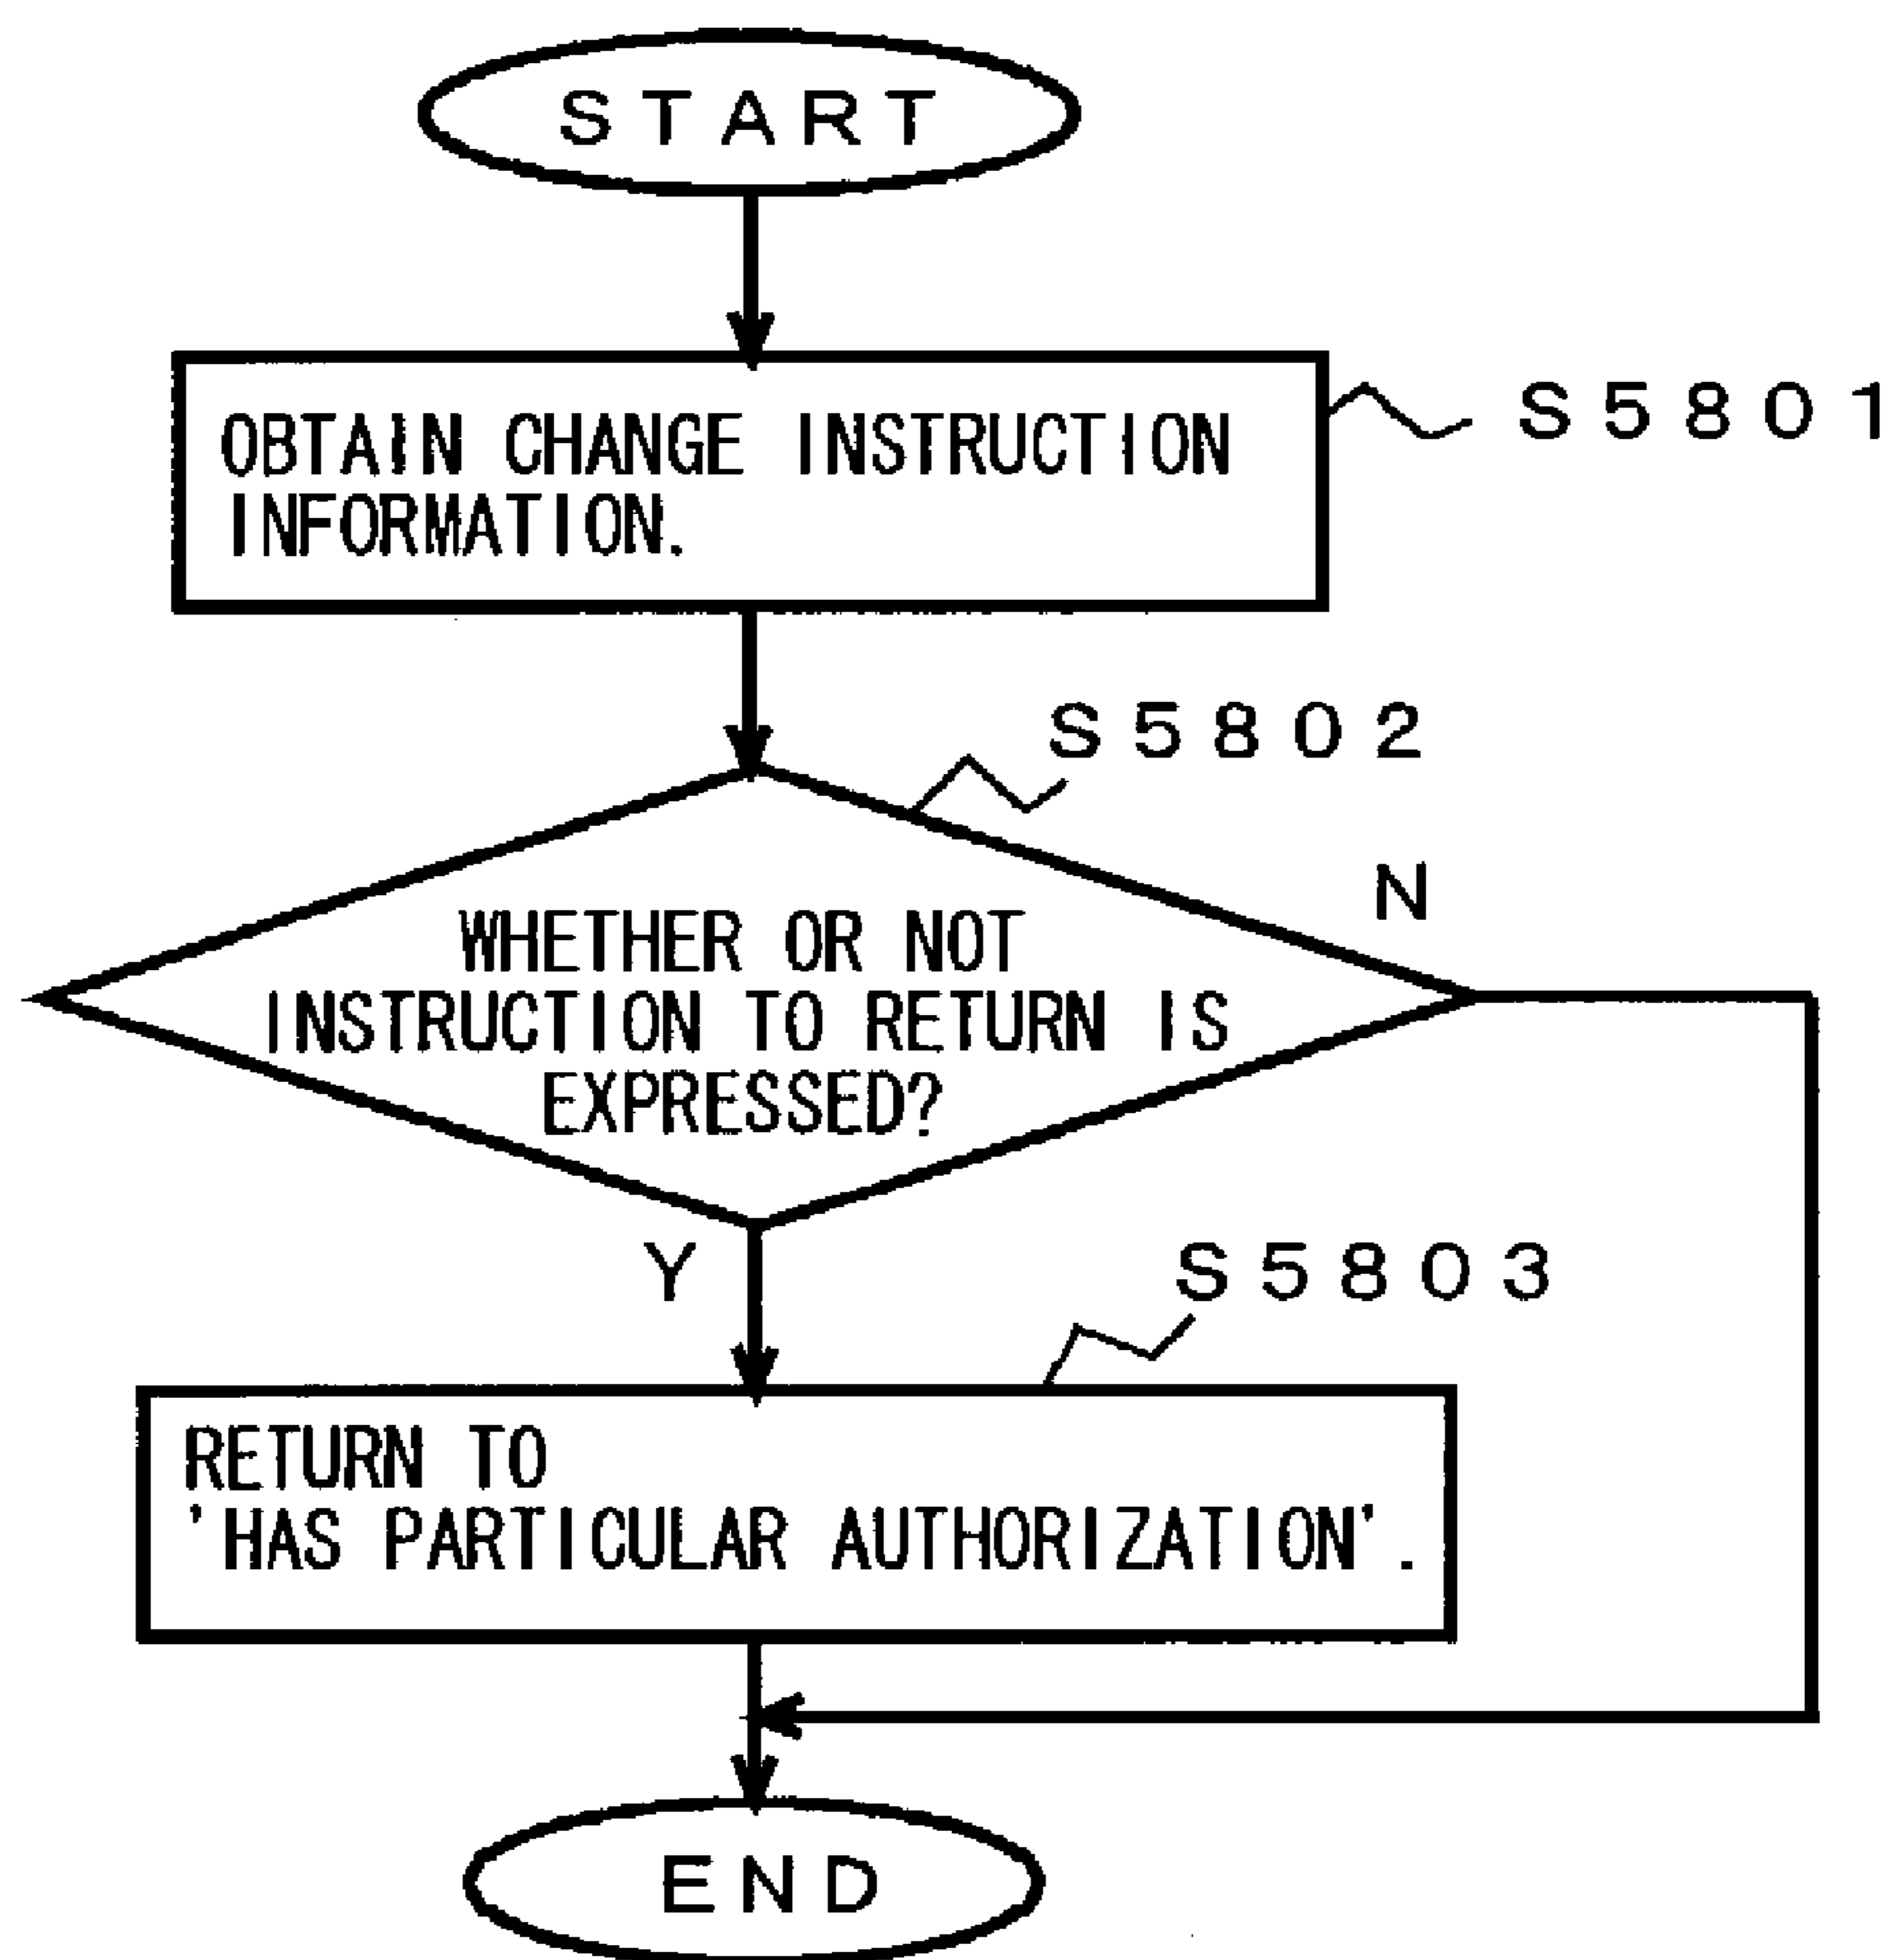 START
OBTAIN CHANGE INSTRUCTION
INFORMATION.
S5801
S5802
N
WHETHER OR NOT
INSTRUCTION TO RETURN IS
EXPRESSED?
Y
S5803
RETURN TO
'HAS PARTICULAR AUTHORIZATION'.
END